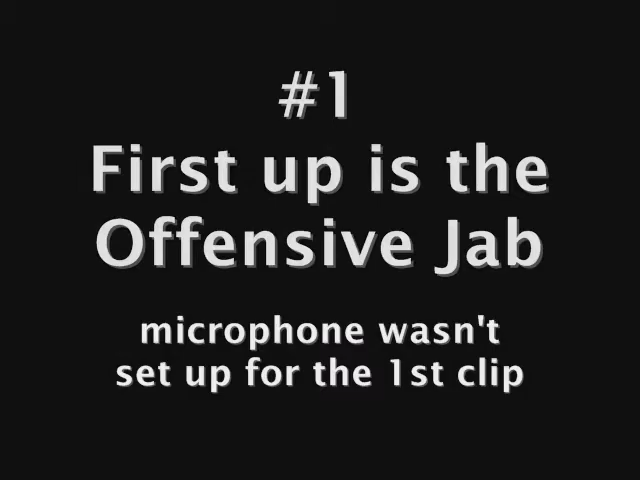 #1
First up is the
Offensive Jab
microphone wasn't
set up for the 1st clip